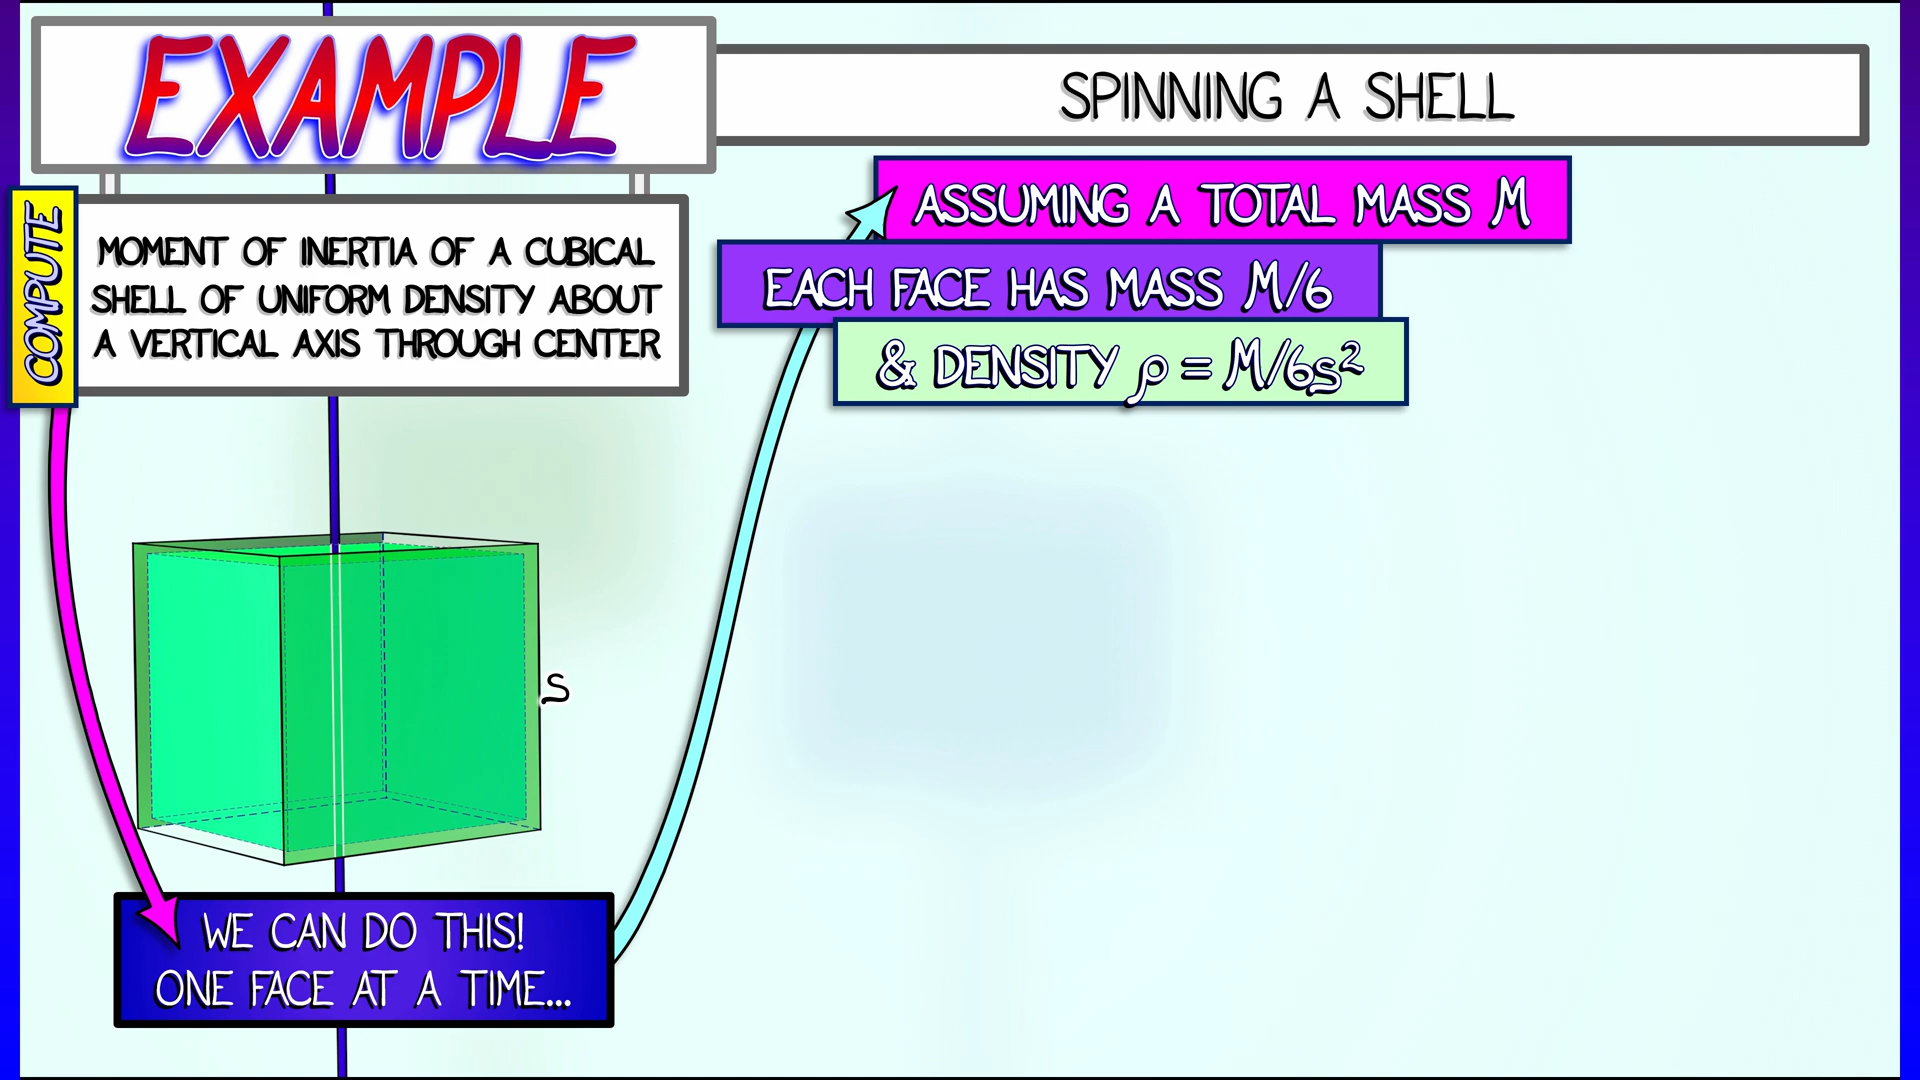 EXAMPLE
SPINNING A SHELL
COMPUTE
MOMENT OF INERTIA OF A CUBICAL
SHELL OF UNIFORM DENSITY ABOUT
A VERTICAL AXIS THROUGH CENTER
ASSUMING A TOTAL MASS M
EACH FACE HAS MASS M/6
& DENSITY ρ = M/6s²
s
WE CAN DO THIS!
ONE FACE AT A TIME...